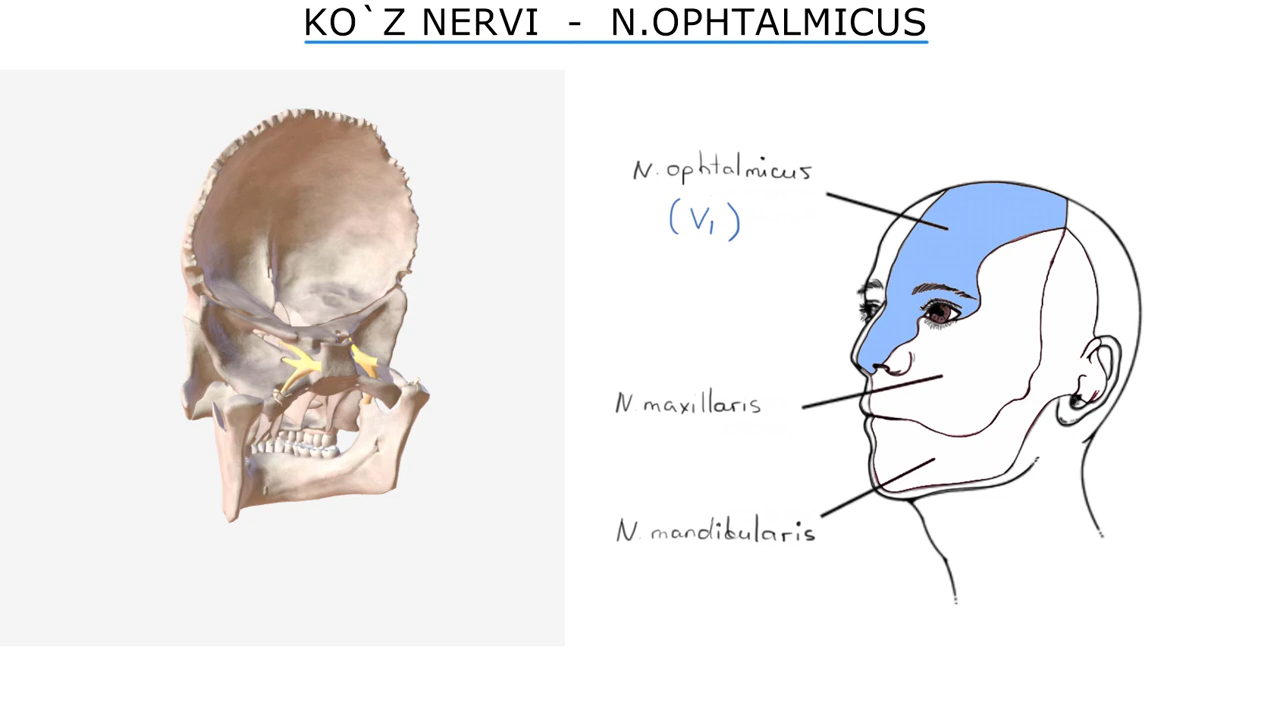 KO`Z NERVI - N.OPHTALMICUS
N. ophtalmicus
(V1)
N. maxillaris
N. mandibularis